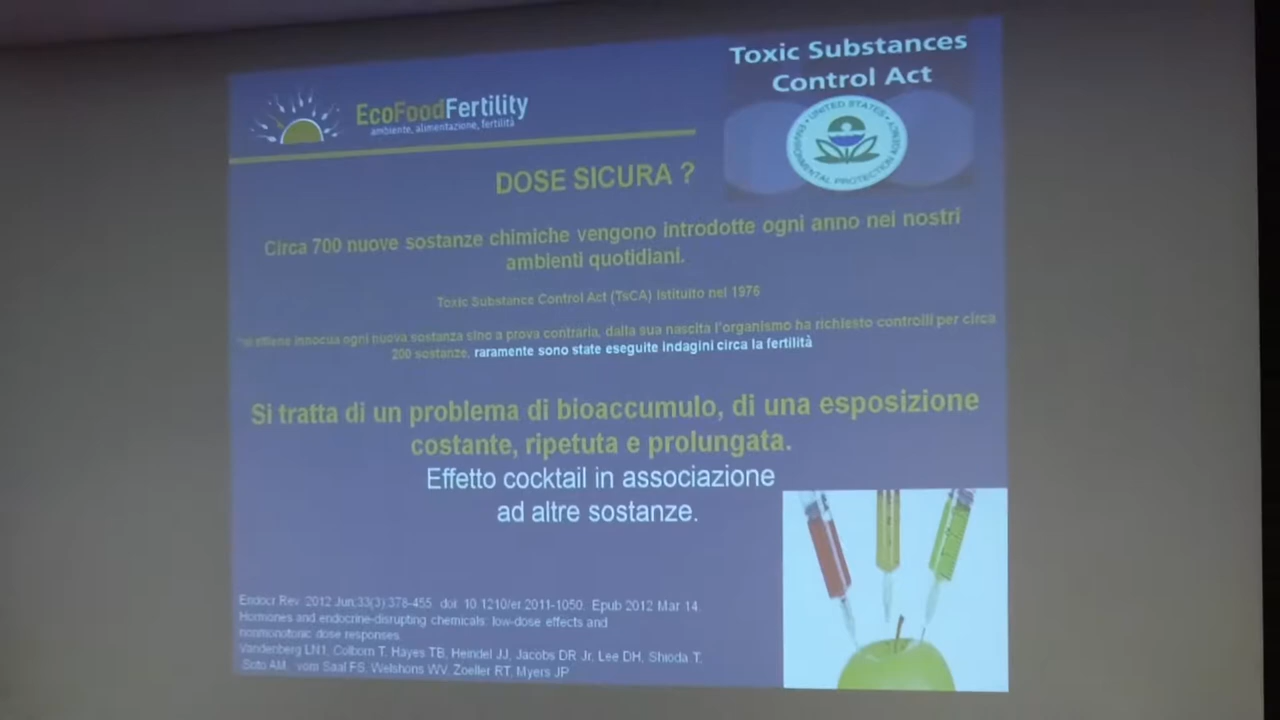 Toxic Substances
Control Act
EcoFoodFertility
ambiente, alimentazione, fertilità
UNITED STATES
ENVIRONMENTAL PROTECTION AGENCY
DOSE SICURA ?
Circa 700 nuove sostanze chimiche vengono introdotte ogni anno nei nostri
ambienti quotidiani.
Toxic Substance Control Act (TsCA) Istituito nel 1976
innocua ogni nuova sostanza sino a prova contraria, dalla sua nascita l'organismo ha richiesto controlli per circa
200 sostanze, raramente sono state eseguite indagini circa la fertilità
Si tratta di un problema di bioaccumulo, di una esposizione
costante, ripetuta e prolungata.
Effetto cocktail in associazione
ad altre sostanze.
Endocr Rev. 2012 Jun;33(3):378-455. doi: 10.1210/er.2011-1050. Epub 2012 Mar 14.
Hormones and endocrine-disrupting chemicals: low-dose effects and
nonmonotonic dose responses.
Vandenberg LN1, Colborn T, Hayes TB, Heindel JJ, Jacobs DR Jr, Lee DH, Shioda T,
Soto AM, vom Saal FS, Welshons WV, Zoeller RT, Myers JP